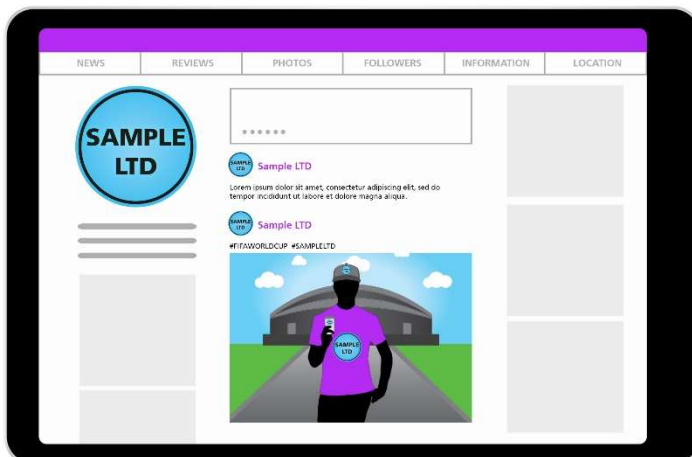 NEWS REVIEWS PHOTOS FOLLOWERS INFORMATION LOCATION
SAMPLE
LTD
SAMPLE
LTD
Sample LTD
Lorem ipsum dolor sit amet, consectetur adipiscing elit, sed do
tempor incididunt ut labore et dolore magna aliqua.
SAMPLE
LTD
Sample LTD
#FIFAWORLDCUP #SAMPLELTD
SAMPLE
LTD